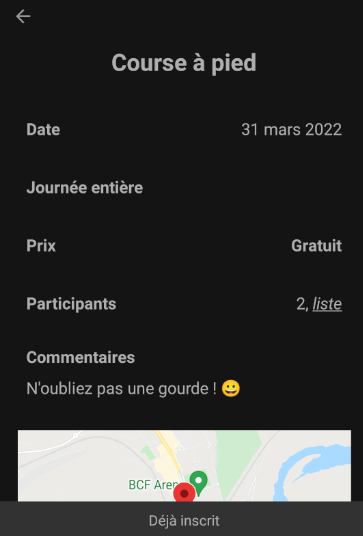 Course à pied
Date 31 mars 2022
Journée entière
Prix Gratuit
Participants 2, liste
Commentaires
N'oubliez pas une gourde ! 😀
BCF Aren
Déjà inscrit